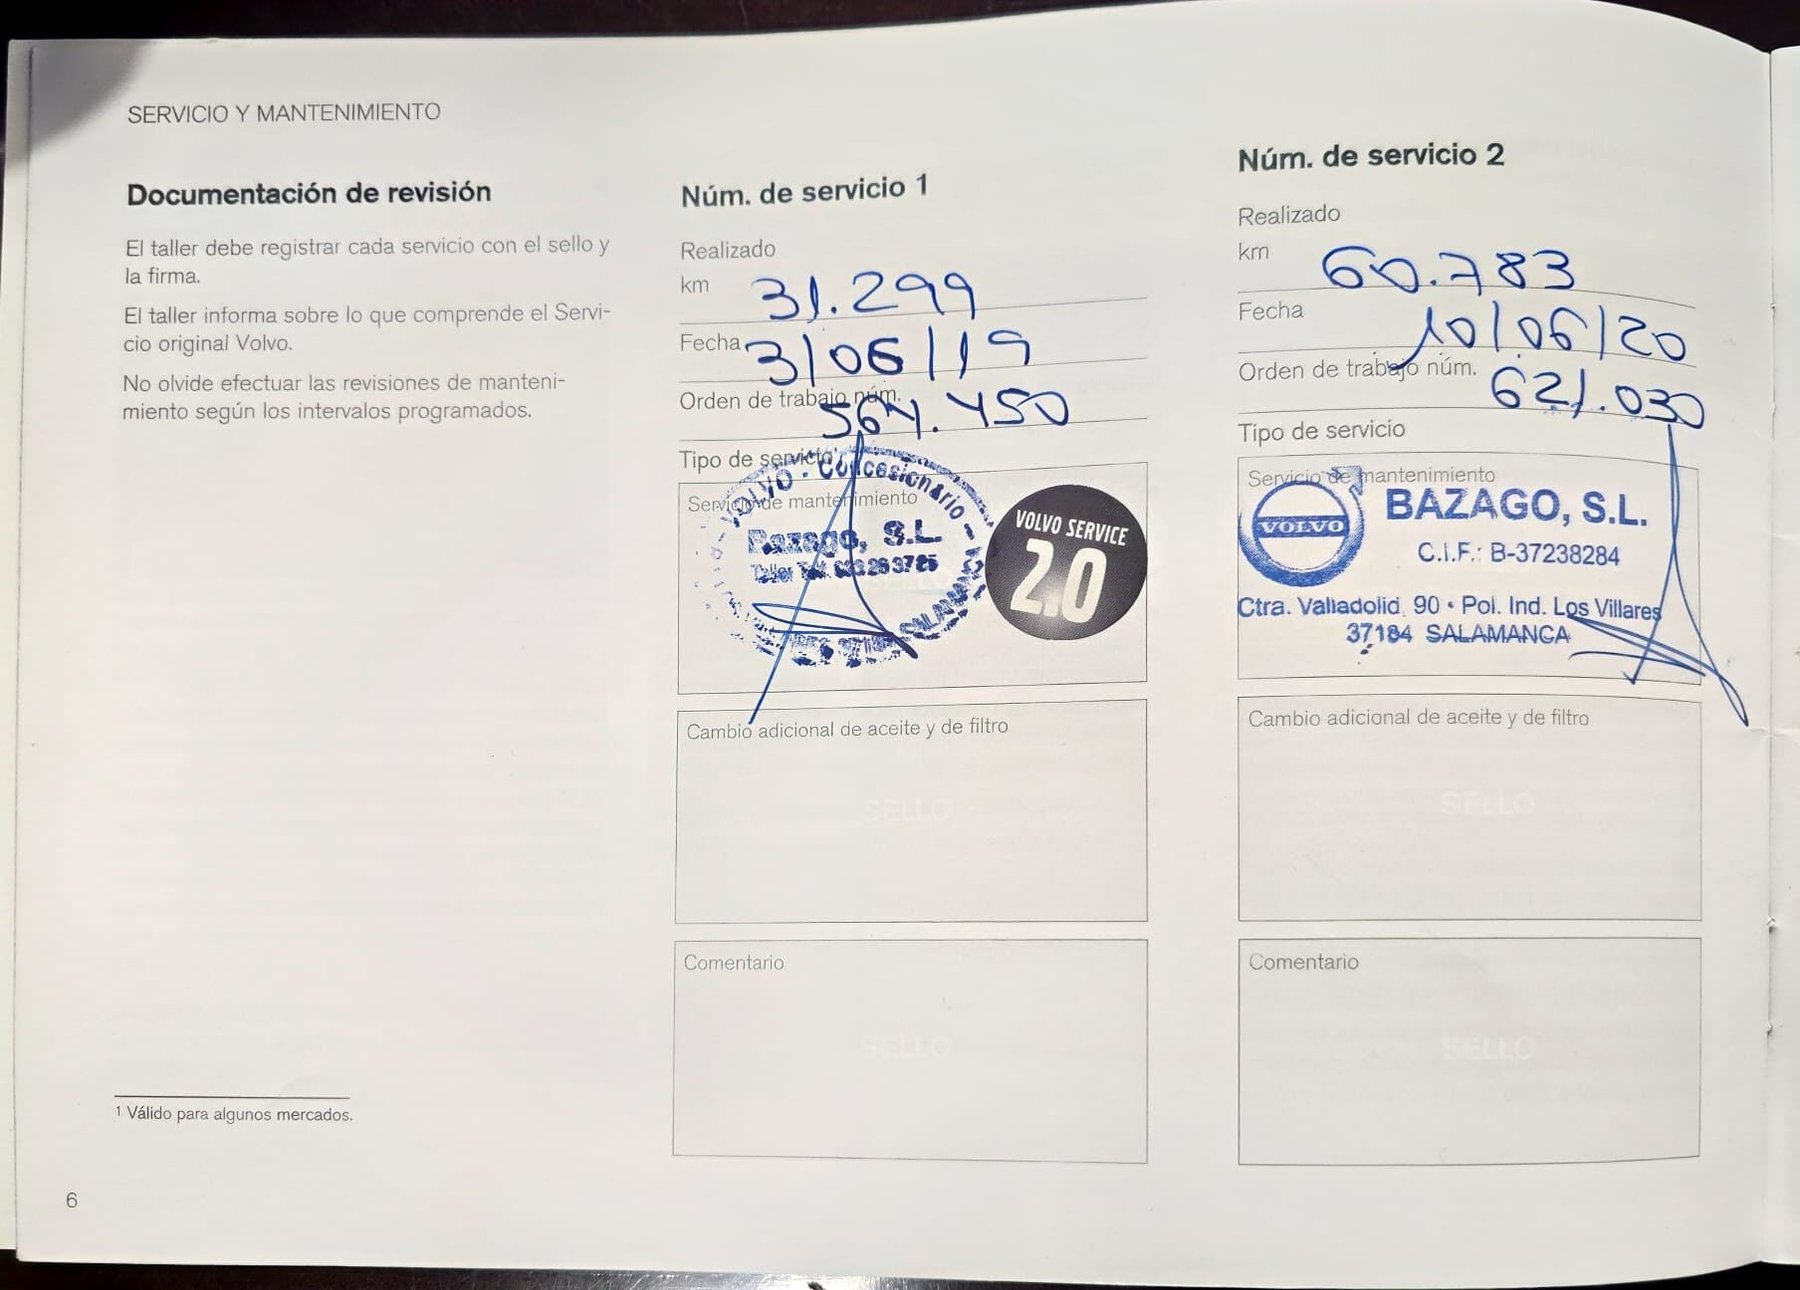 SERVICIO Y MANTENIMIENTO
Documentación de revisión
El taller debe registrar cada servicio con el sello y
la firma.
El taller informa sobre lo que comprende el Servi-
cio original Volvo.
No olvide efectuar las revisiones de manteni-
miento según los intervalos programados.
1 Válido para algunos mercados.
6
Núm. de servicio 1
Realizado
km 31.299
Fecha 3/06/19
Orden de trabajo núm. 564.450
Tipo de servicio
Servicio de mantenimiento
VOLVO · Concesionario
Bazago, S.L.
Taller
SALAMANCA
VOLVO SERVICE
2.0
Cambio adicional de aceite y de filtro
SELLO
Comentario
SELLO
Núm. de servicio 2
Realizado
km 60.783
Fecha 10/06/20
Orden de trabajo núm. 621.030
Tipo de servicio
Servicio de mantenimiento
VOLVO
BAZAGO, S.L.
C.I.F.: B-37238284
Ctra. Valladolid, 90 · Pol. Ind. Los Villares
37184 SALAMANCA
Cambio adicional de aceite y de filtro
SELLO
Comentario
SELLO